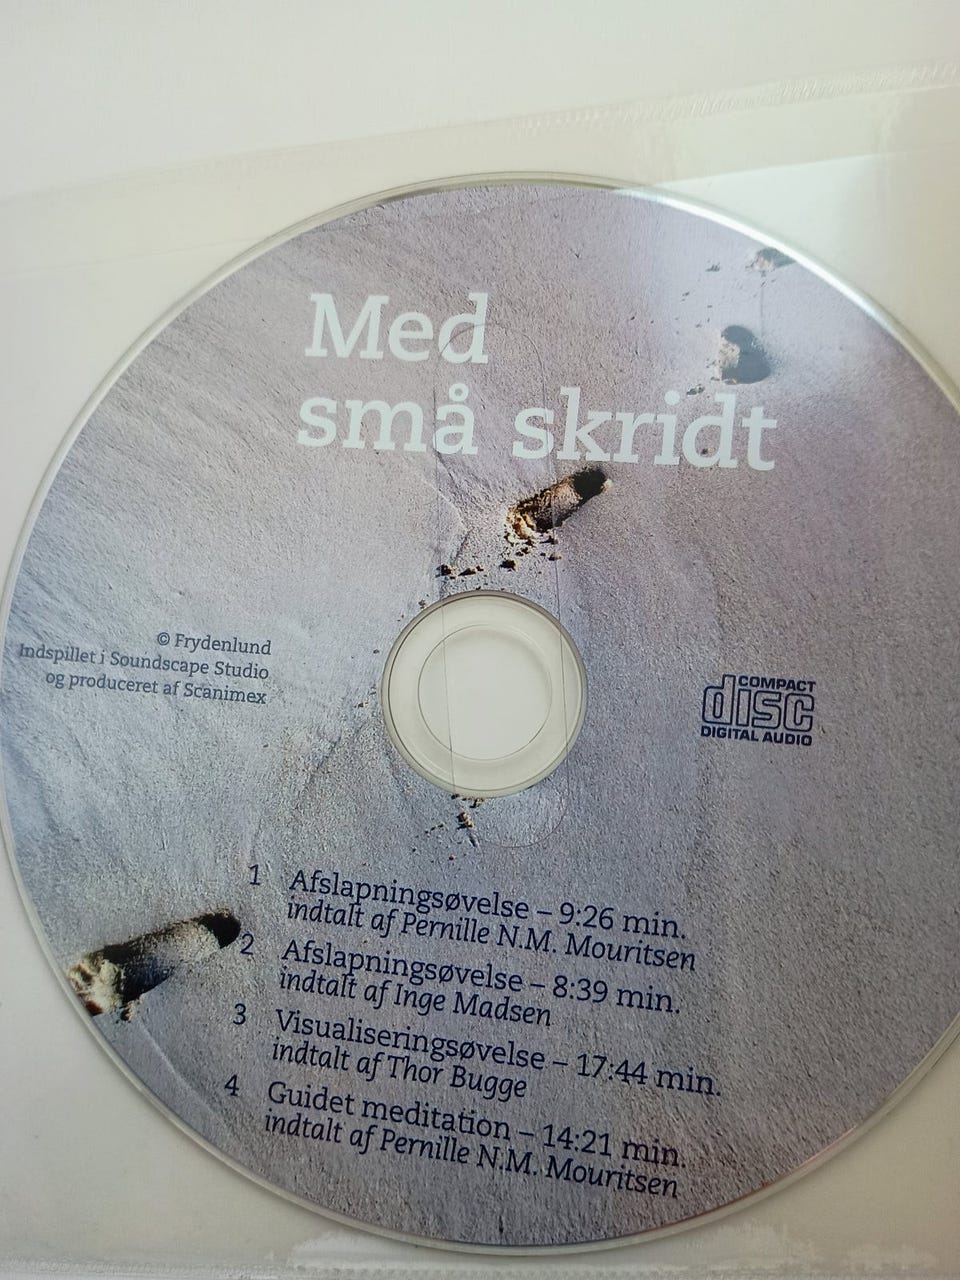 Med
små skridt
© Frydenlund
Indspillet i Soundscape Studio
og produceret af Scanimex
COMPACT
disc
DIGITAL AUDIO
1 Afslapningsøvelse – 9:26 min.
indtalt af Pernille N.M. Mouritsen
2 Afslapningsøvelse – 8:39 min.
indtalt af Inge Madsen
3 Visualiseringsøvelse – 17:44 min.
indtalt af Thor Bugge
4 Guidet meditation – 14:21 min.
indtalt af Pernille N.M. Mouritsen